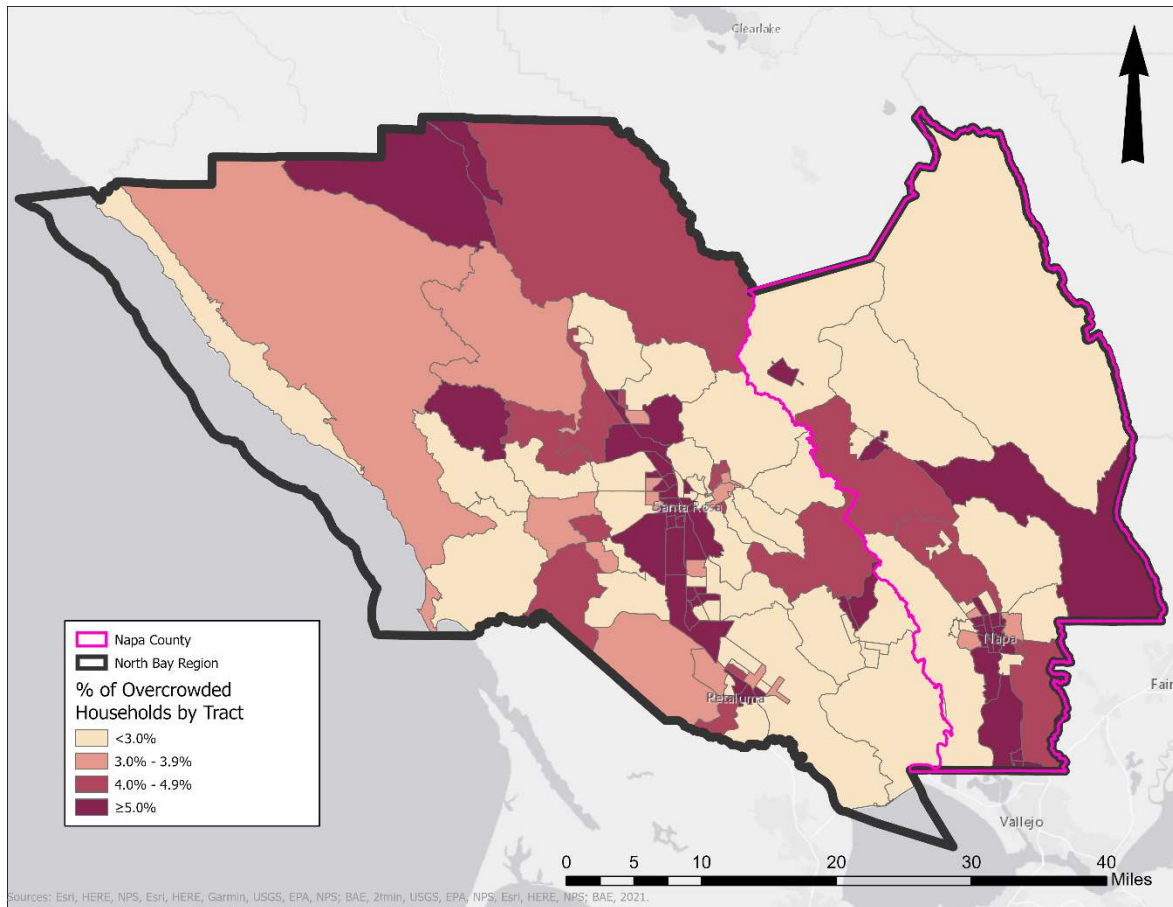 Clearlake
Santa Rosa
Napa
Petaluma
Fair
Vallejo
Napa County
North Bay Region
% of Overcrowded
Households by Tract
<3.0%
3.0% - 3.9%
4.0% - 4.9%
≥5.0%
0 5 10 20 30 40
Miles
Sources: Esri, HERE, NPS, Esri, HERE, Garmin, USGS, EPA, NPS; BAE, 2rmin, USGS, EPA, NPS, Esri, HERE, NPS; BAE, 2021.